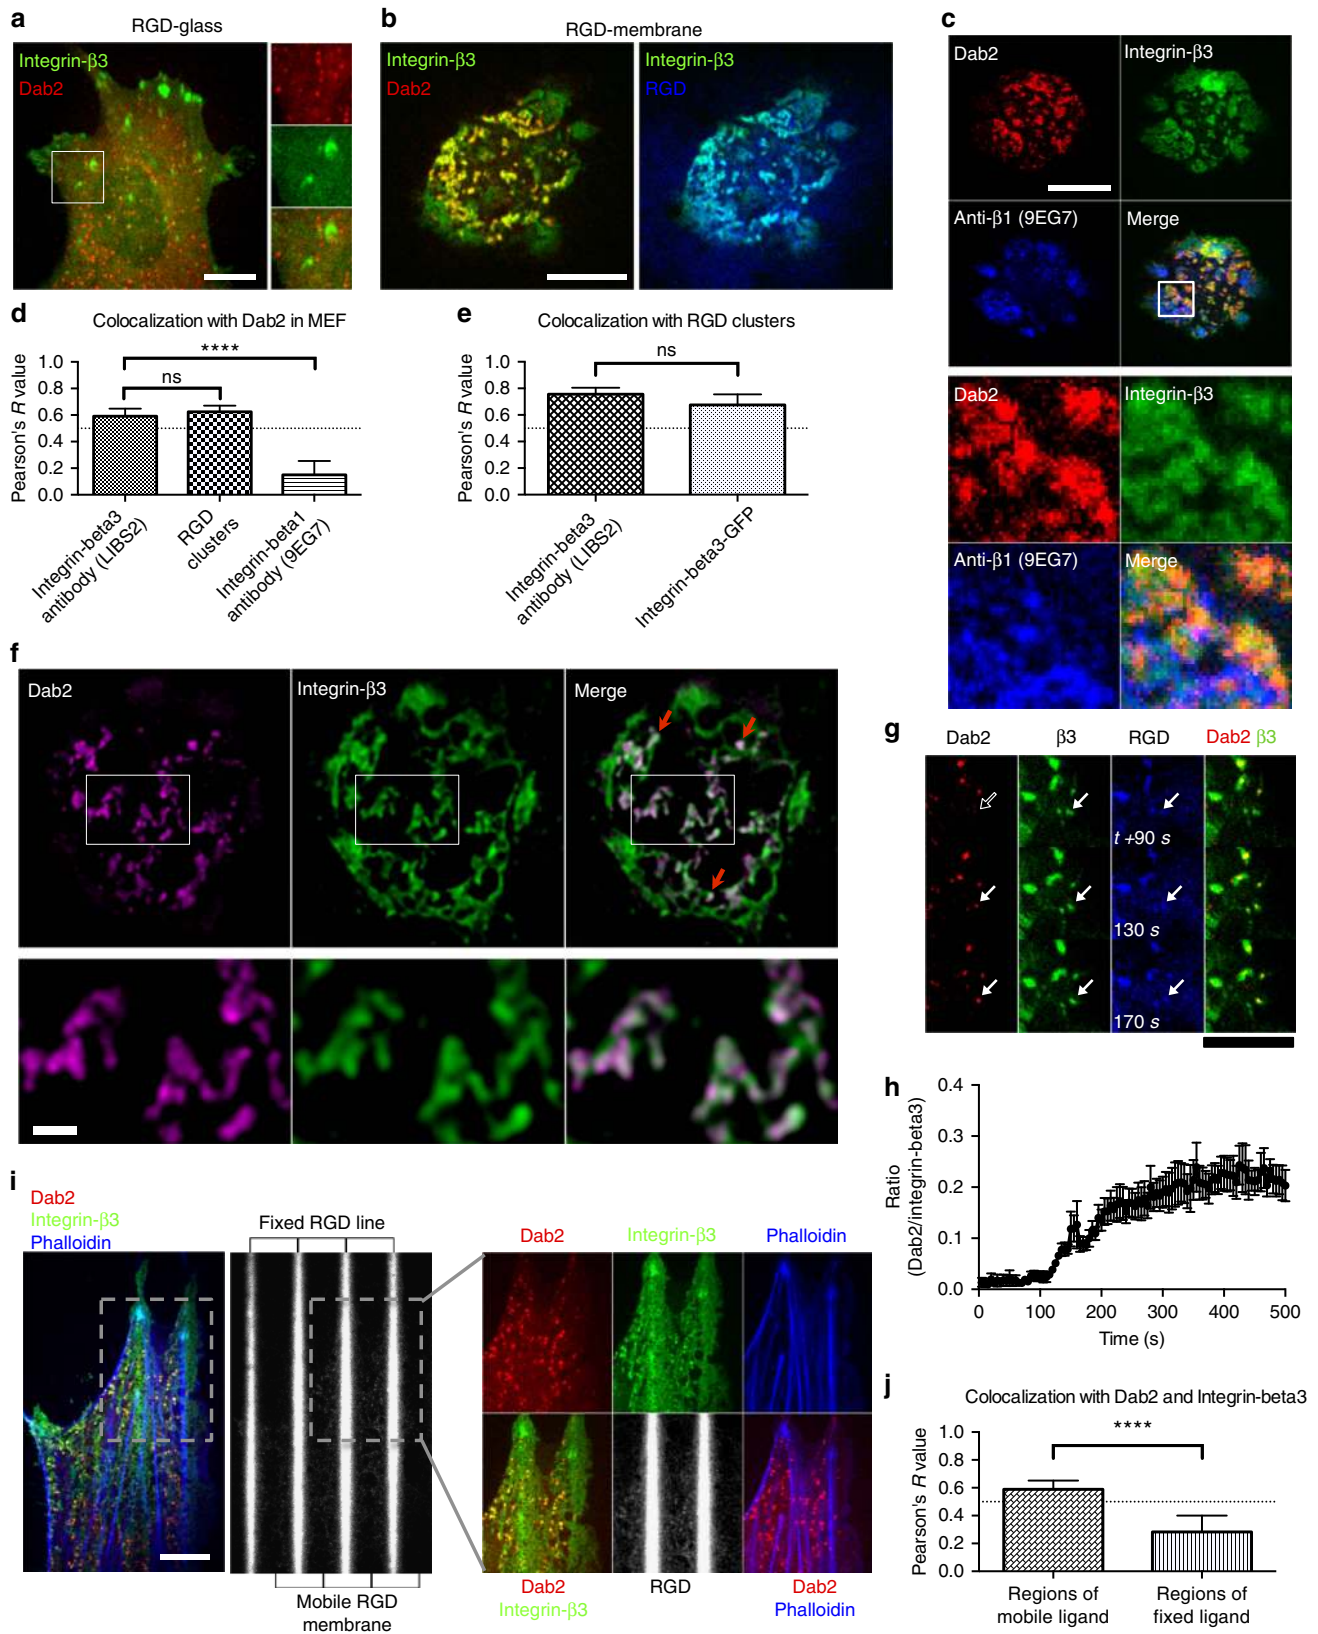 a
RGD-glass
Integrin-β3
Dab2
b
RGD-membrane
Integrin-β3
Dab2
Integrin-β3
RGD
c
Dab2
Integrin-β3
Anti-β1 (9EG7)
Merge
Dab2
Integrin-β3
Anti-β1 (9EG7)
Merge
d
Colocalization with Dab2 in MEF
****
ns
Pearson's R value
1.0
0.8
0.6
0.4
0.2
0.0
Integrin-beta3
antibody (LIBS2)
RGD
clusters
Integrin-beta1
antibody (9EG7)
e
Colocalization with RGD clusters
ns
Pearson's R value
1.0
0.8
0.6
0.4
0.2
0.0
Integrin-beta3
antibody (LIBS2)
Integrin-beta3-GFP
f
Dab2
Integrin-β3
Merge
g
Dab2
β3
RGD
Dab2 β3
t +90 s
130 s
170 s
h
Ratio
(Dab2/integrin-beta3)
0.4
0.3
0.2
0.1
0.0
0 100 200 300 400 500
Time (s)
i
Dab2
Integrin-β3
Phalloidin
Fixed RGD line
Mobile RGD
membrane
Dab2
Integrin-β3
Phalloidin
Dab2
Integrin-β3
RGD
Dab2
Phalloidin
j
Colocalization with Dab2 and Integrin-beta3
****
Pearson's R value
1.0
0.8
0.6
0.4
0.2
0.0
Regions of
mobile ligand
Regions of
fixed ligand